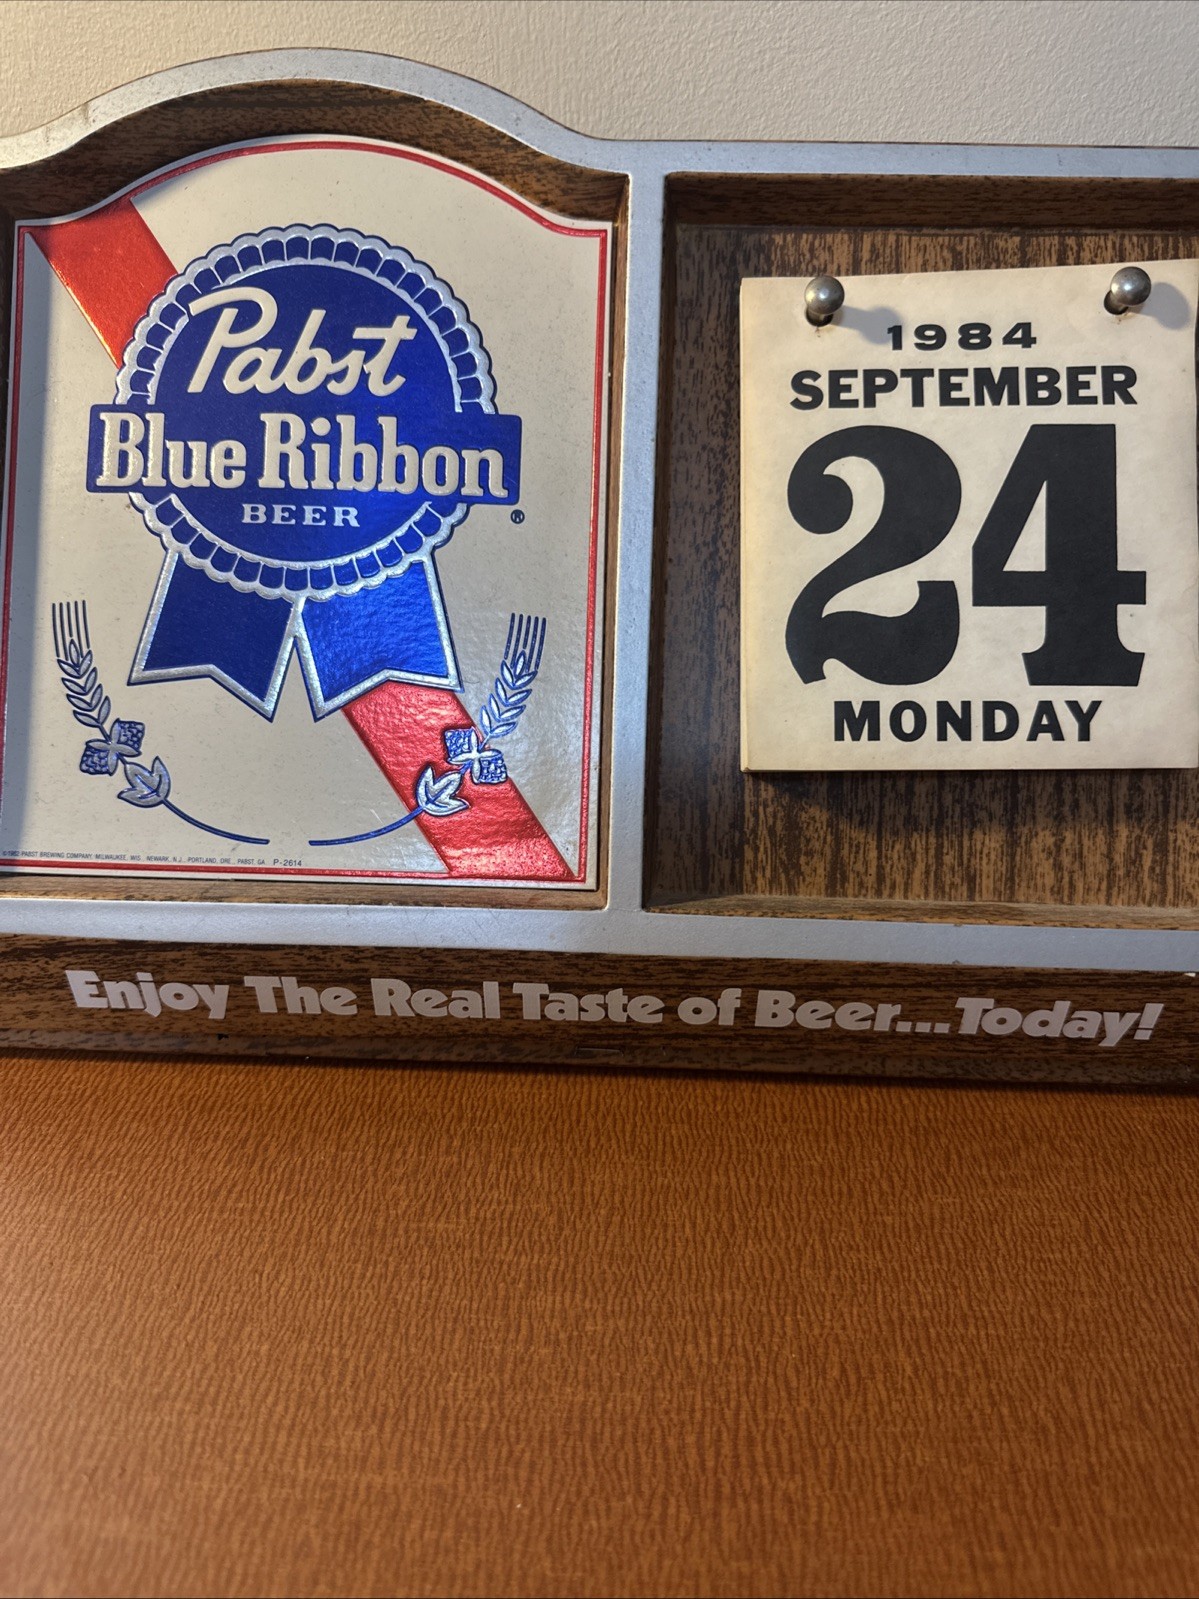 Pabst
Blue Ribbon
BEER
®
©1982 PABST BREWING COMPANY, MILWAUKEE, WIS., NEWARK, N.J., PORTLAND, ORE., PABST, GA. P-2614
1984
SEPTEMBER
24
MONDAY
Enjoy The Real Taste of Beer...Today!